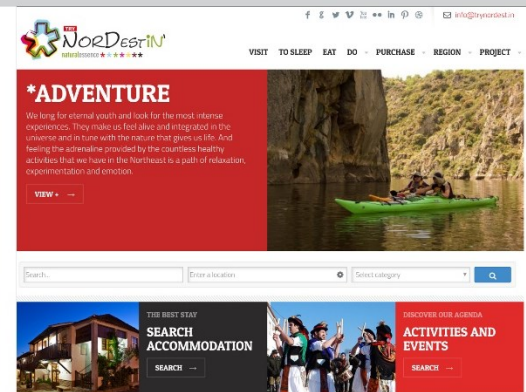 info@trynordest.in
TRY
NORDESTIN'
naturalessence
VISIT TO SLEEP EAT DO PURCHASE REGION PROJECT
*ADVENTURE
We long for eternal youth and look for the most intense
experiences. They make us feel alive and integrated in the
universe and in tune with the nature that gives us life. And
feeling the adrenaline provided by the countless healthy
activities that we have in the Northeast is a path of relaxation,
experimentation and emotion.
VIEW + →
Search...
Enter a location
Select category
THE BEST STAY
SEARCH
ACCOMMODATION
SEARCH →
DISCOVER OUR AGENDA
ACTIVITIES AND
EVENTS
SEARCH →